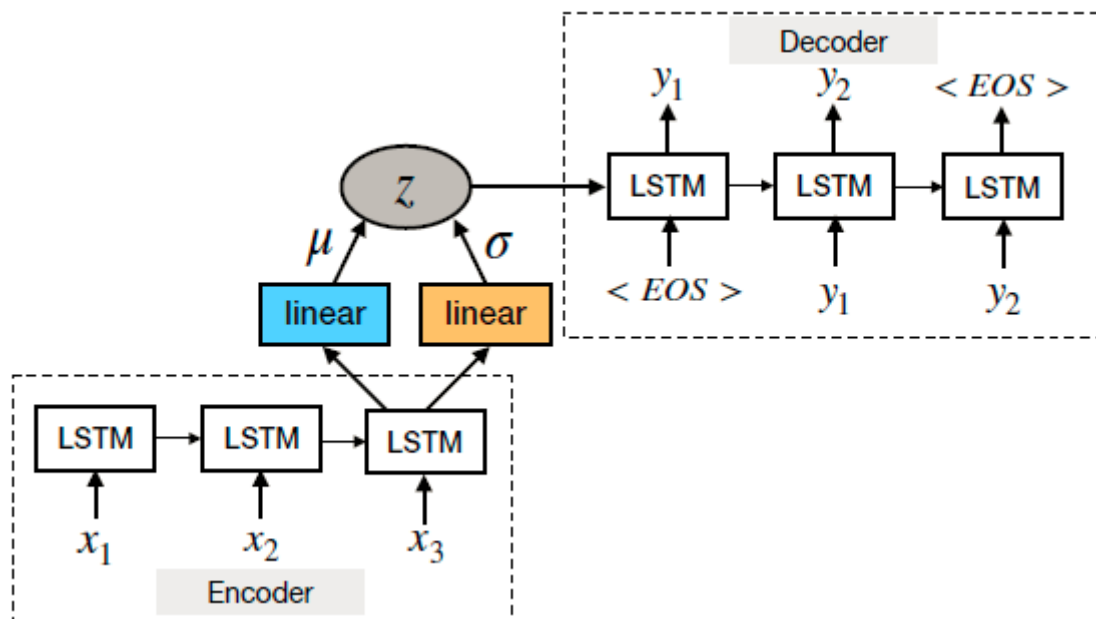 Decoder
y1 y2 < EOS >
LSTM LSTM LSTM
< EOS > y1 y2
z
μ σ
linear linear
LSTM LSTM LSTM
x1 x2 x3
Encoder